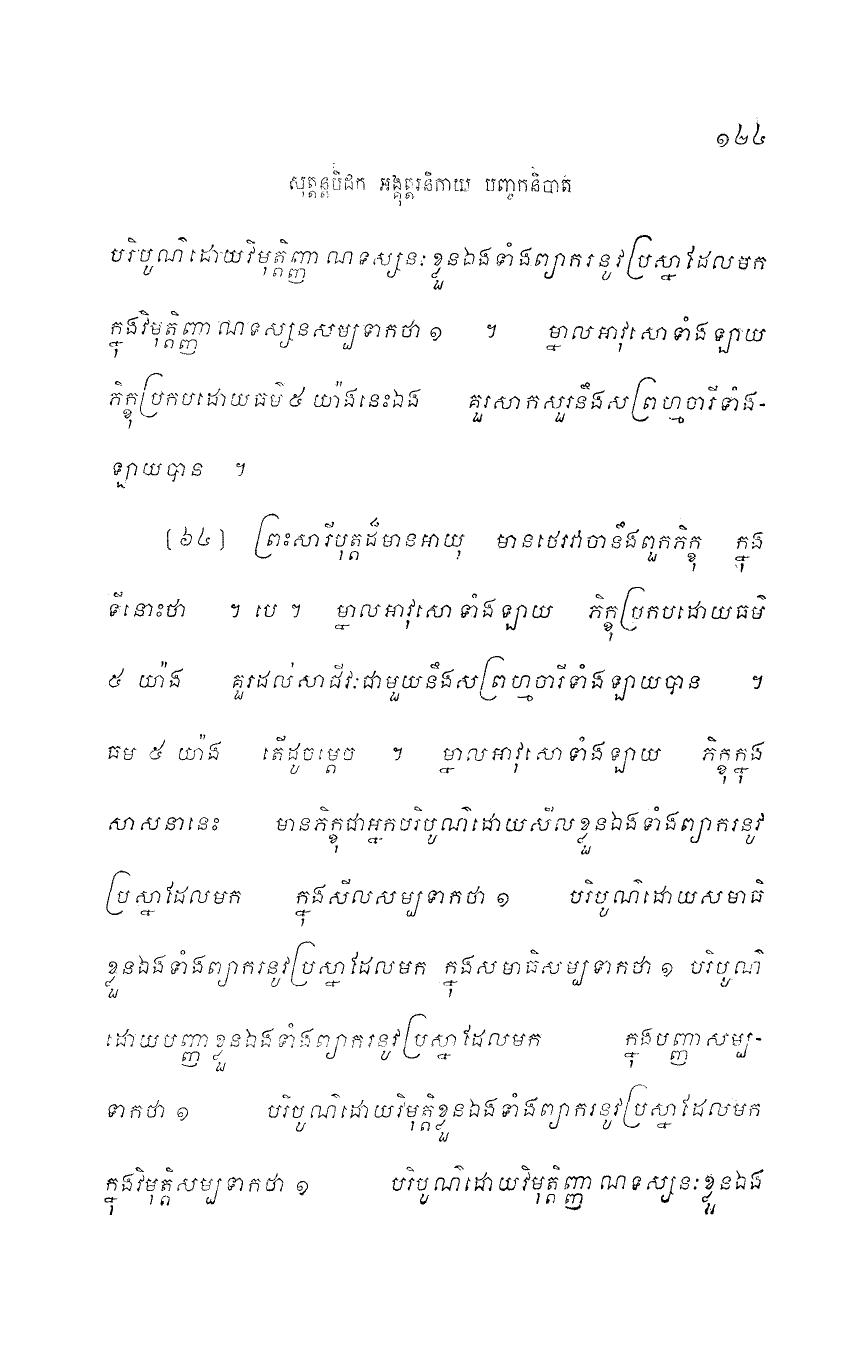 ១២៤
សុត្តន្តបិដក អង្គុត្តរនិកាយ បញ្ចកនិបាត
បរិបូណ៌ដោយវិមុត្តិញ្ញាណទស្សនៈខ្លួនឯងទាំងព្យាករនូវប្រស្នាដែលមក
ក្នុងវិមុត្តិញ្ញាណទស្សនសម្បទាកថា ១ ។ ម្នាលអាវុសោទាំងឡាយ
ភិក្ខុប្រកបដោយធម៌ ៥ យ៉ាងនេះឯង គួរសាកសួរនឹងសព្រហ្មចារីទាំង-
ឡាយបាន ។
(៦៤) ព្រះសារីបុត្តដ៏មានអាយុ មានថេរវាចានឹងពួកភិក្ខុ ក្នុង
ទីនោះថា ។ បេ ។ ម្នាលអាវុសោទាំងឡាយ ភិក្ខុប្រកបដោយធម៌
៥ យ៉ាង គួរដល់សាជីវៈជាមួយនឹងសព្រហ្មចារីទាំងឡាយបាន ។
ធម ៥ យ៉ាង តើដូចម្តេច ។ ម្នាលអាវុសោទាំងឡាយ ភិក្ខុក្នុង
សាសនានេះ មានភិក្ខុជាអ្នកបរិបូណ៌ដោយសីលខ្លួនឯងទាំងព្យាករនូវ
ប្រស្នាដែលមក ក្នុងសីលសម្បទាកថា ១ បរិបូណ៌ដោយសមាធិ
ខ្លួនឯងទាំងព្យាករនូវប្រស្នាដែលមក ក្នុងសមាធិសម្បទាកថា ១ បរិបូណ៌
ដោយបញ្ញាខ្លួនឯងទាំងព្យាករនូវប្រស្នាដែលមក ក្នុងបញ្ញាសម្ប-
ទាកថា ១ បរិបូណ៌ដោយវិមុត្តិខ្លួនឯងទាំងព្យាករនូវប្រស្នាដែលមក
ក្នុងវិមុត្តិសម្បទាកថា ១ បរិបូណ៌ដោយវិមុត្តិញ្ញាណទស្សនៈខ្លួនឯង